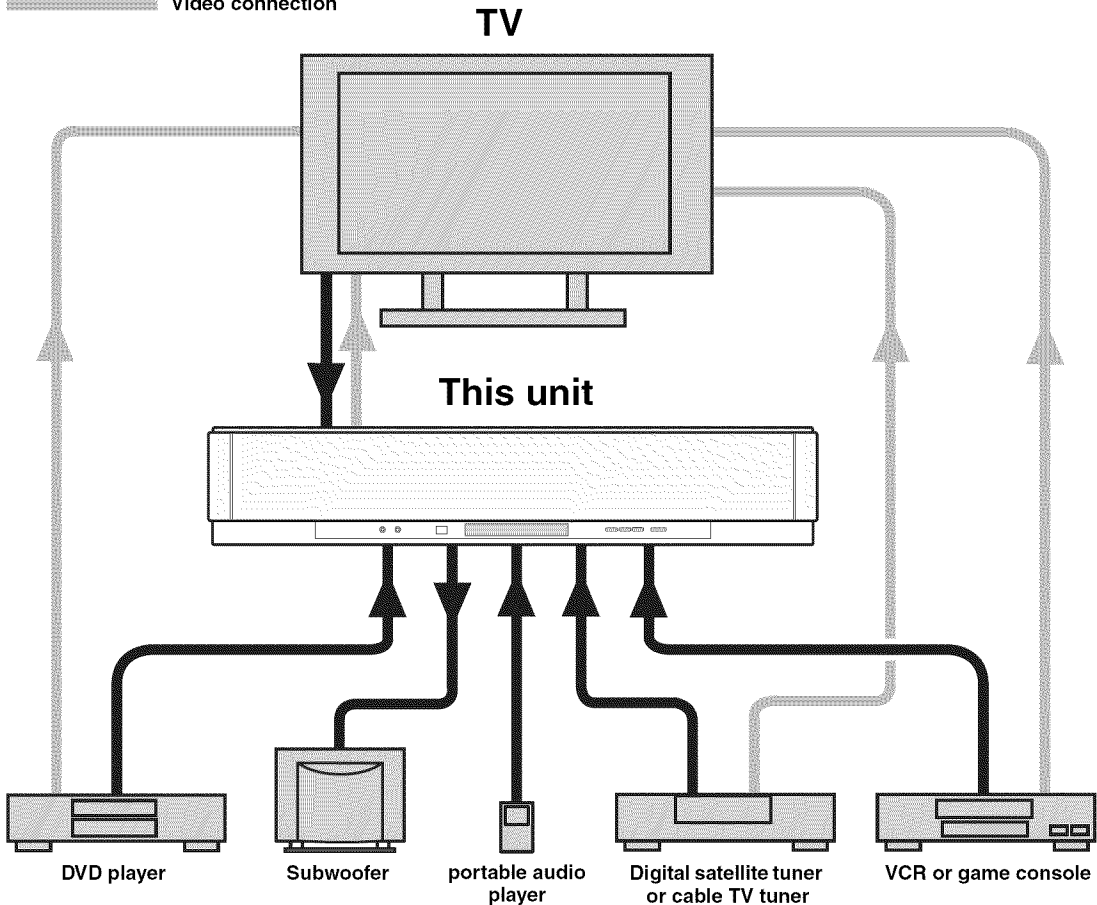 Video connection
TV
This unit
DVD player
Subwoofer
portable audio
player
Digital satellite tuner
or cable TV tuner
VCR or game console